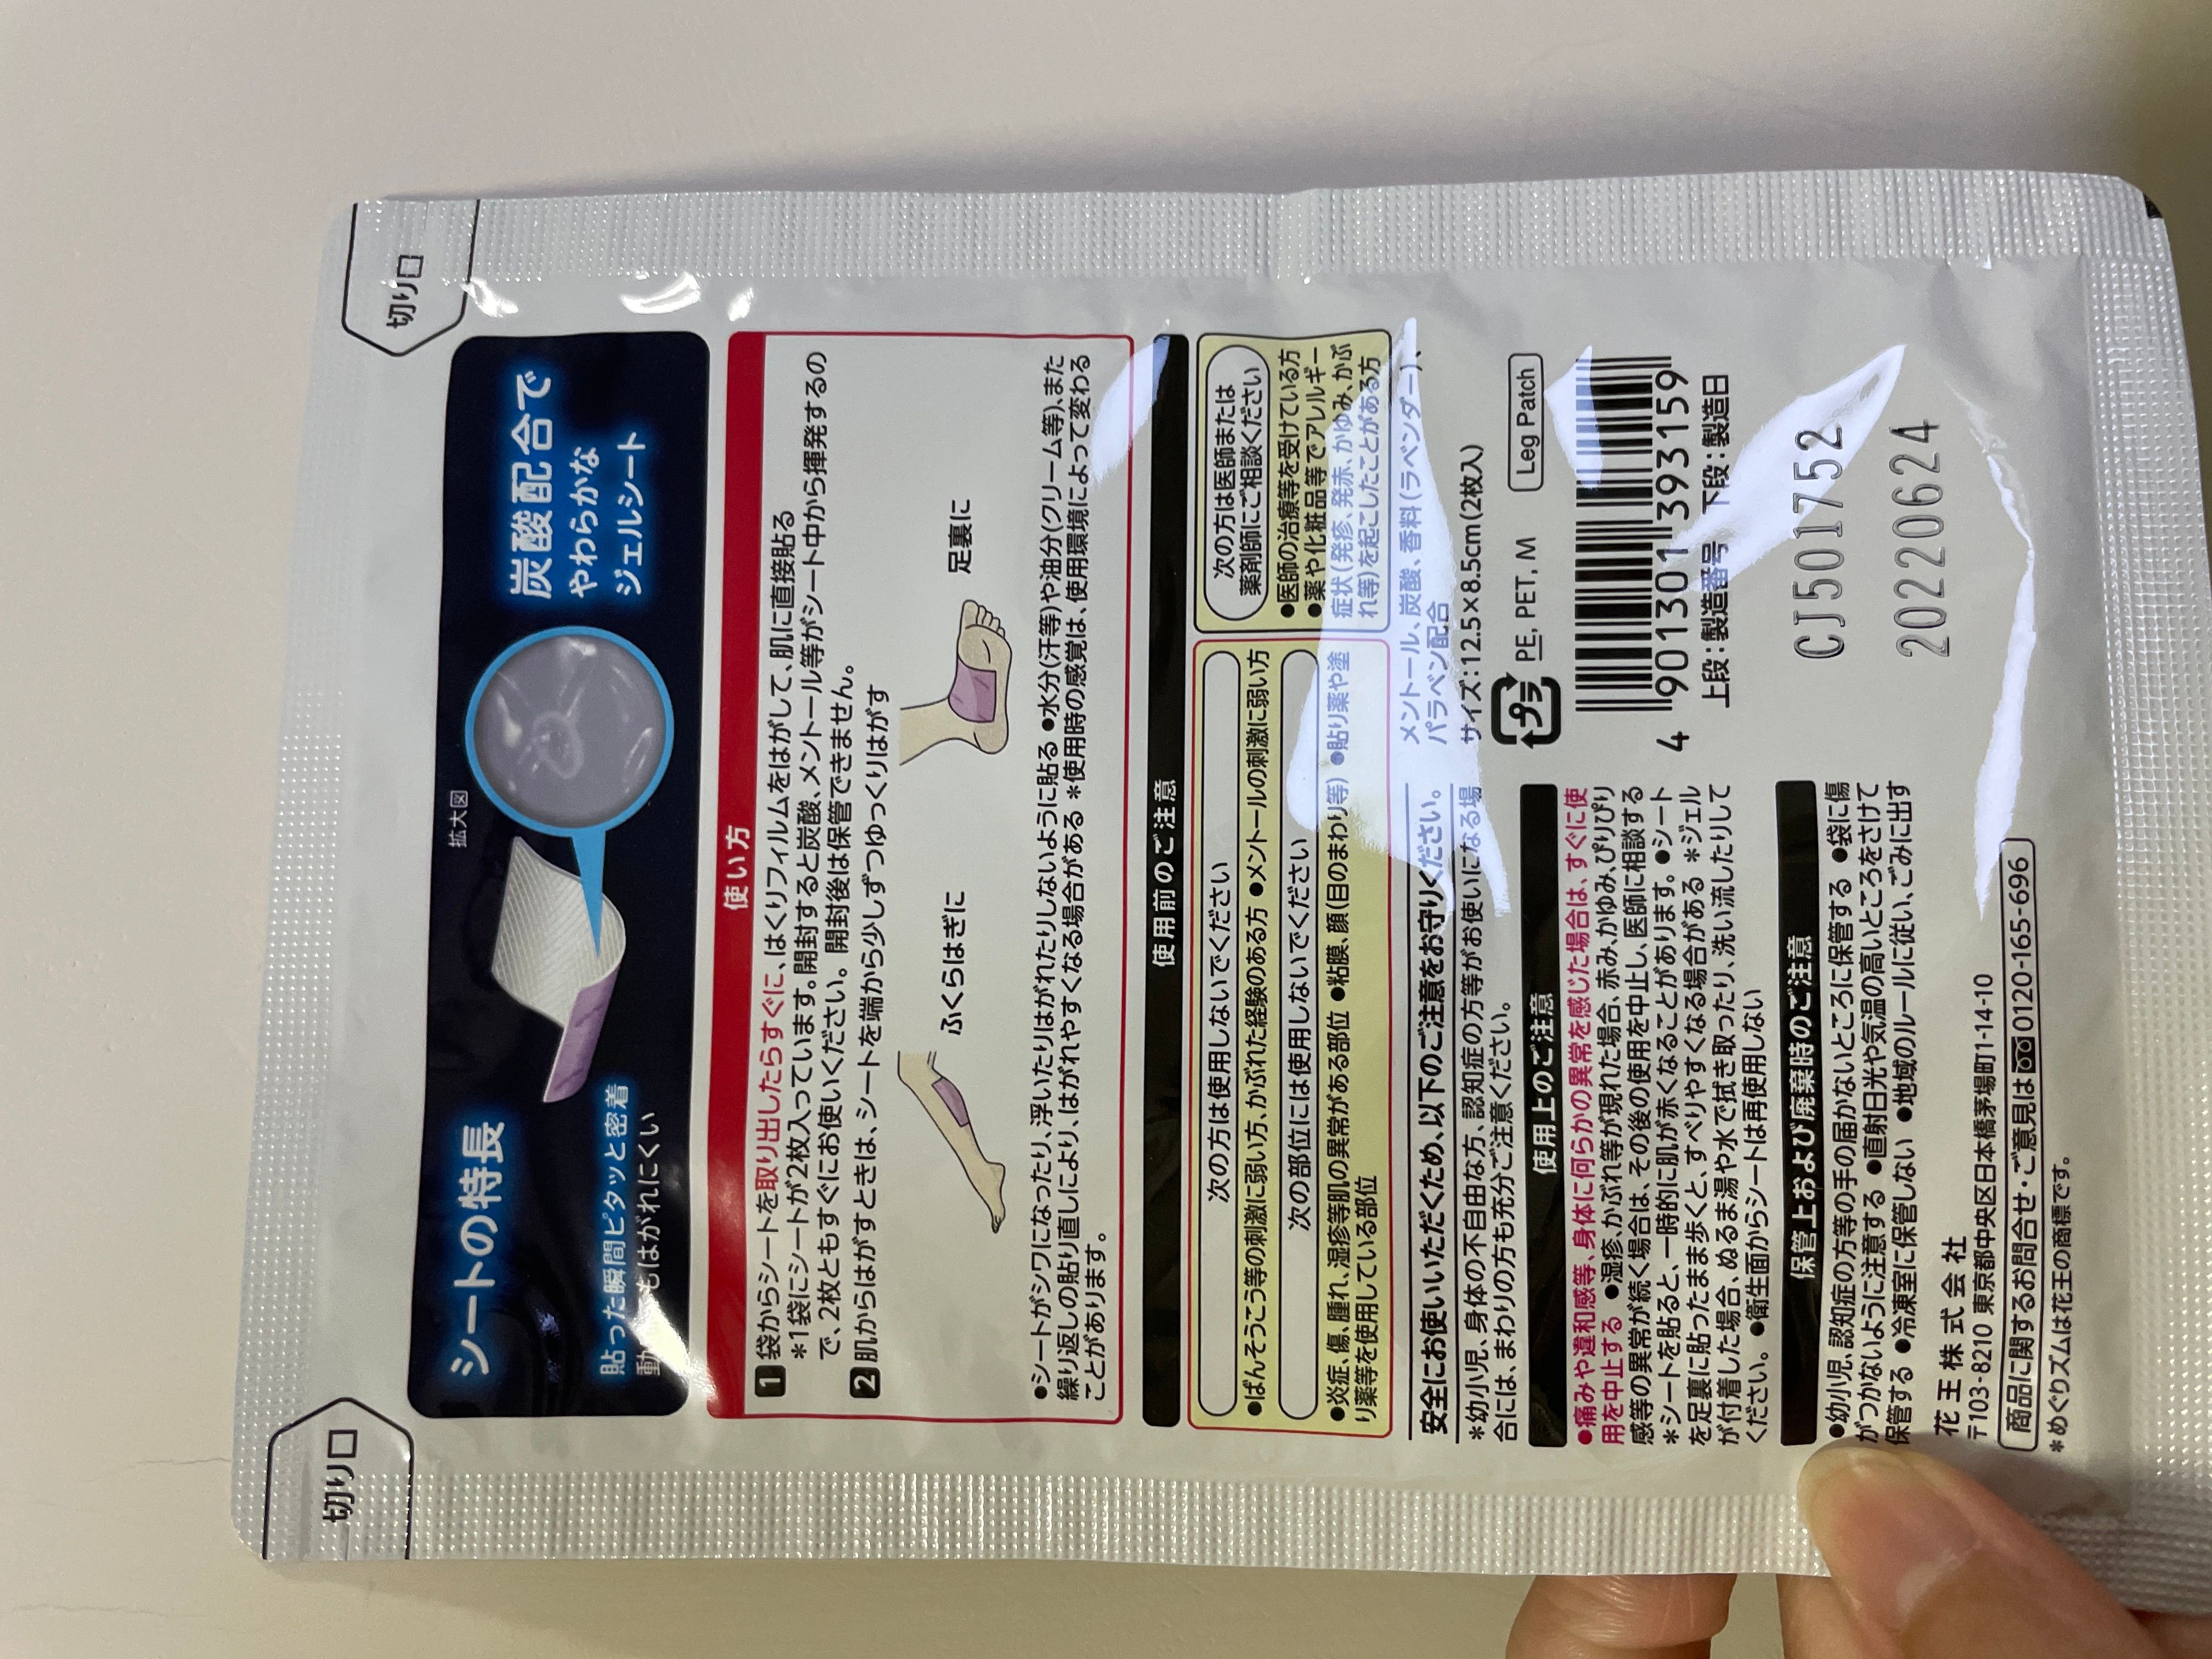 切り口
切り口
シートの特長
貼った瞬間ピタッと密着
動いてもはがれにくい
拡大図
炭酸配合で
やわらかな
ジェルシート
使い方
1 袋からシートを取り出したらすぐに、はくりフィルムをはがして、肌に直接貼る
＊1袋にシートが2枚入っています。開封すると炭酸、メントール等がシート中から揮発するの
で、2枚ともすぐにお使いください。開封後は保管できません。
2 肌からはがすときは、シートを端から少しずつゆっくりはがす
ふくらはぎに
足裏に
●シートがシワになったり、浮いたりはがれたりしないように貼る ●水分(汗等)や油分(クリーム等)、また
繰り返しの貼り直しにより、はがれやすくなる場合がある ＊使用時の感覚は、使用環境によって変わる
ことがあります。
使用前のご注意
次の方は使用しないでください
●ばんそうこう等の刺激に弱い方、かぶれた経験のある方 ●メントールの刺激に弱い方
次の部位には使用しないでください
●炎症、傷、腫れ、湿疹等肌の異常がある部位 ●粘膜、顔(目のまわり等) ●貼り薬や塗
り薬等を使用している部位
次の方は医師または
薬剤師にご相談ください
●医師の治療等を受けている方
●薬や化粧品等でアレルギー
症状(発疹、発赤、かゆみ、かぶ
れ等)を起こしたことがある方
安全にお使いいただくため、以下のご注意をお守りください。
＊幼小児、身体の不自由な方、認知症の方等がお使いになる場
合には、まわりの方も充分ご注意ください。
使用上のご注意
●痛みや違和感等、身体に何らかの異常を感じた場合は、すぐに使
用を中止する ●湿疹、かぶれ等が現れた場合、赤み、かゆみ、ぴりぴり
感等の異常が続く場合は、その後の使用を中止し、医師に相談する
＊シートを貼ると、一時的に肌が赤くなることがあります。 ●シート
を足裏に貼ったまま歩くと、すべりやすくなる場合がある ＊ジェル
が付着した場合、ぬるま湯や水で拭き取ったり、洗い流したりして
ください。 ●衛生面からシートは再使用しない
保管上および廃棄時のご注意
●幼小児、認知症の方等の手の届かないところに保管する ●袋に傷
がつかないように注意する ●直射日光や気温の高いところをさけて
保管する ●冷凍室に保管しない ●地域のルールに従い、ごみに出す
花王株式会社
〒103-8210 東京都中央区日本橋茅場町1-14-10
商品に関するお問合せ・ご意見は 0120-165-696
＊めぐりズムは花王の商標です。
メントール、炭酸、香料(ラベンダー)、
パラベン配合
サイズ：12.5×8.5cm(2枚入)
プラ PE, PET, M
Leg Patch
4 901301 393159
上段：製造番号 下段：製造日
CJ501752
20220624